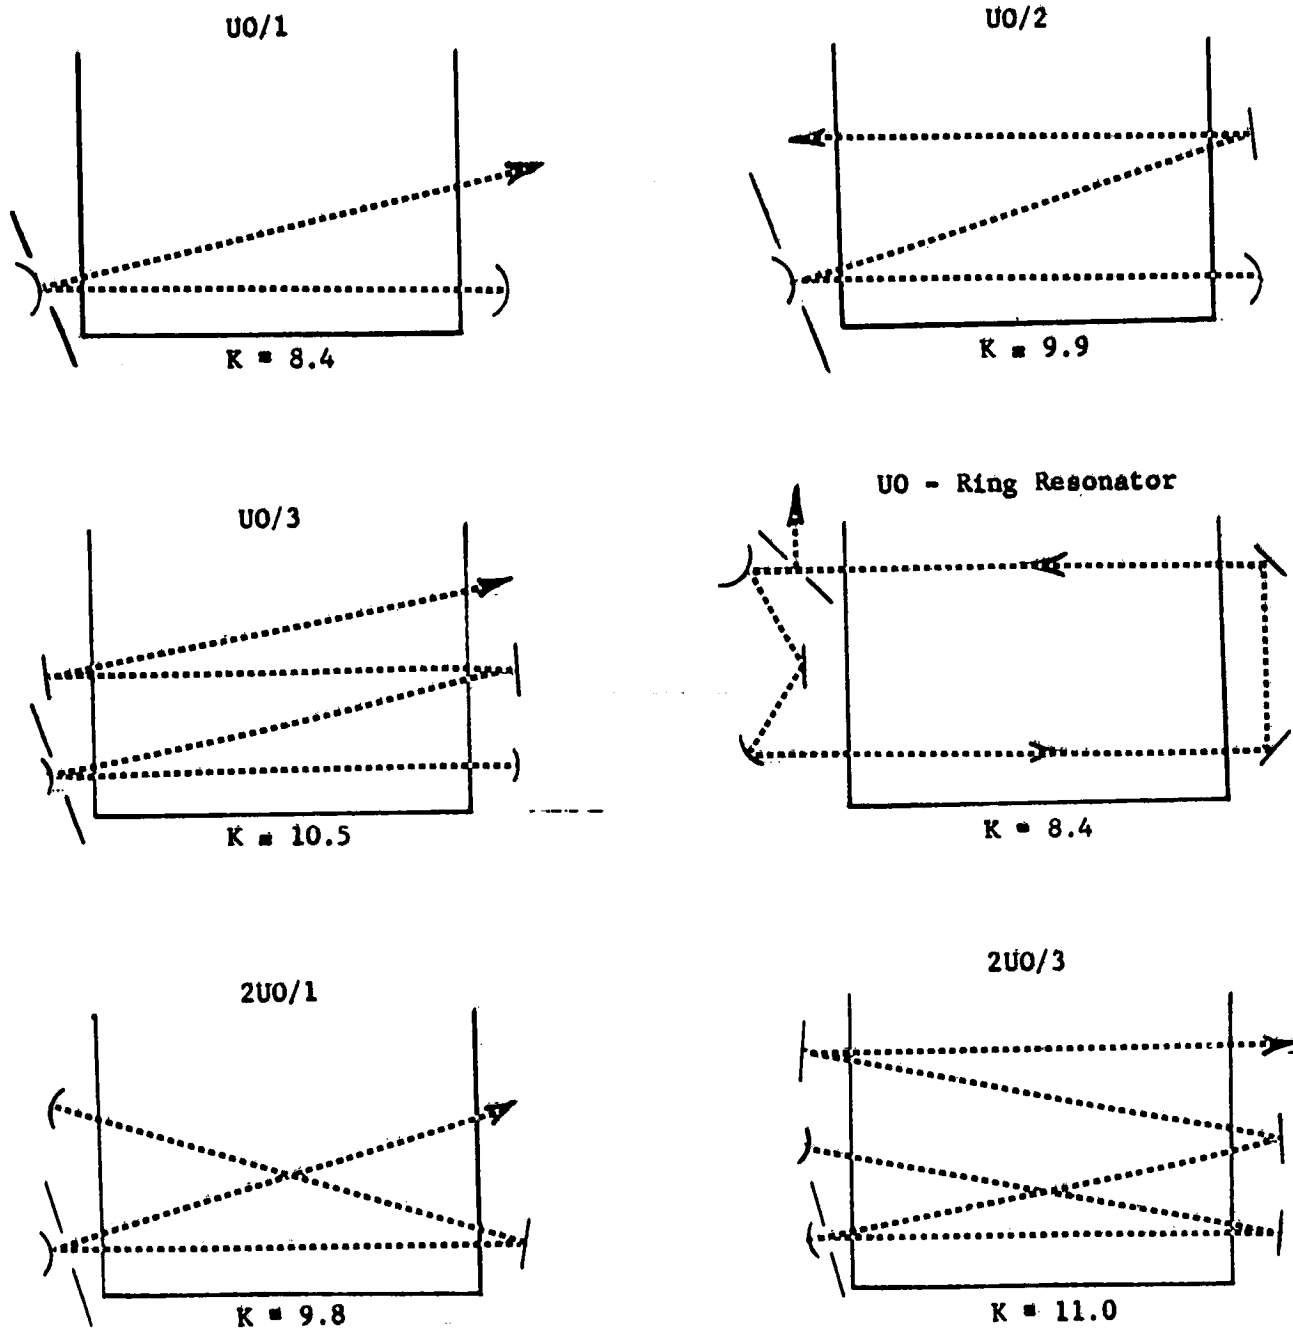 UO/1
K = 8.4
UO/2
K = 9.9
UO/3
K = 10.5
UO - Ring Resonator
K = 8.4
2UO/1
K = 9.8
2UO/3
K = 11.0